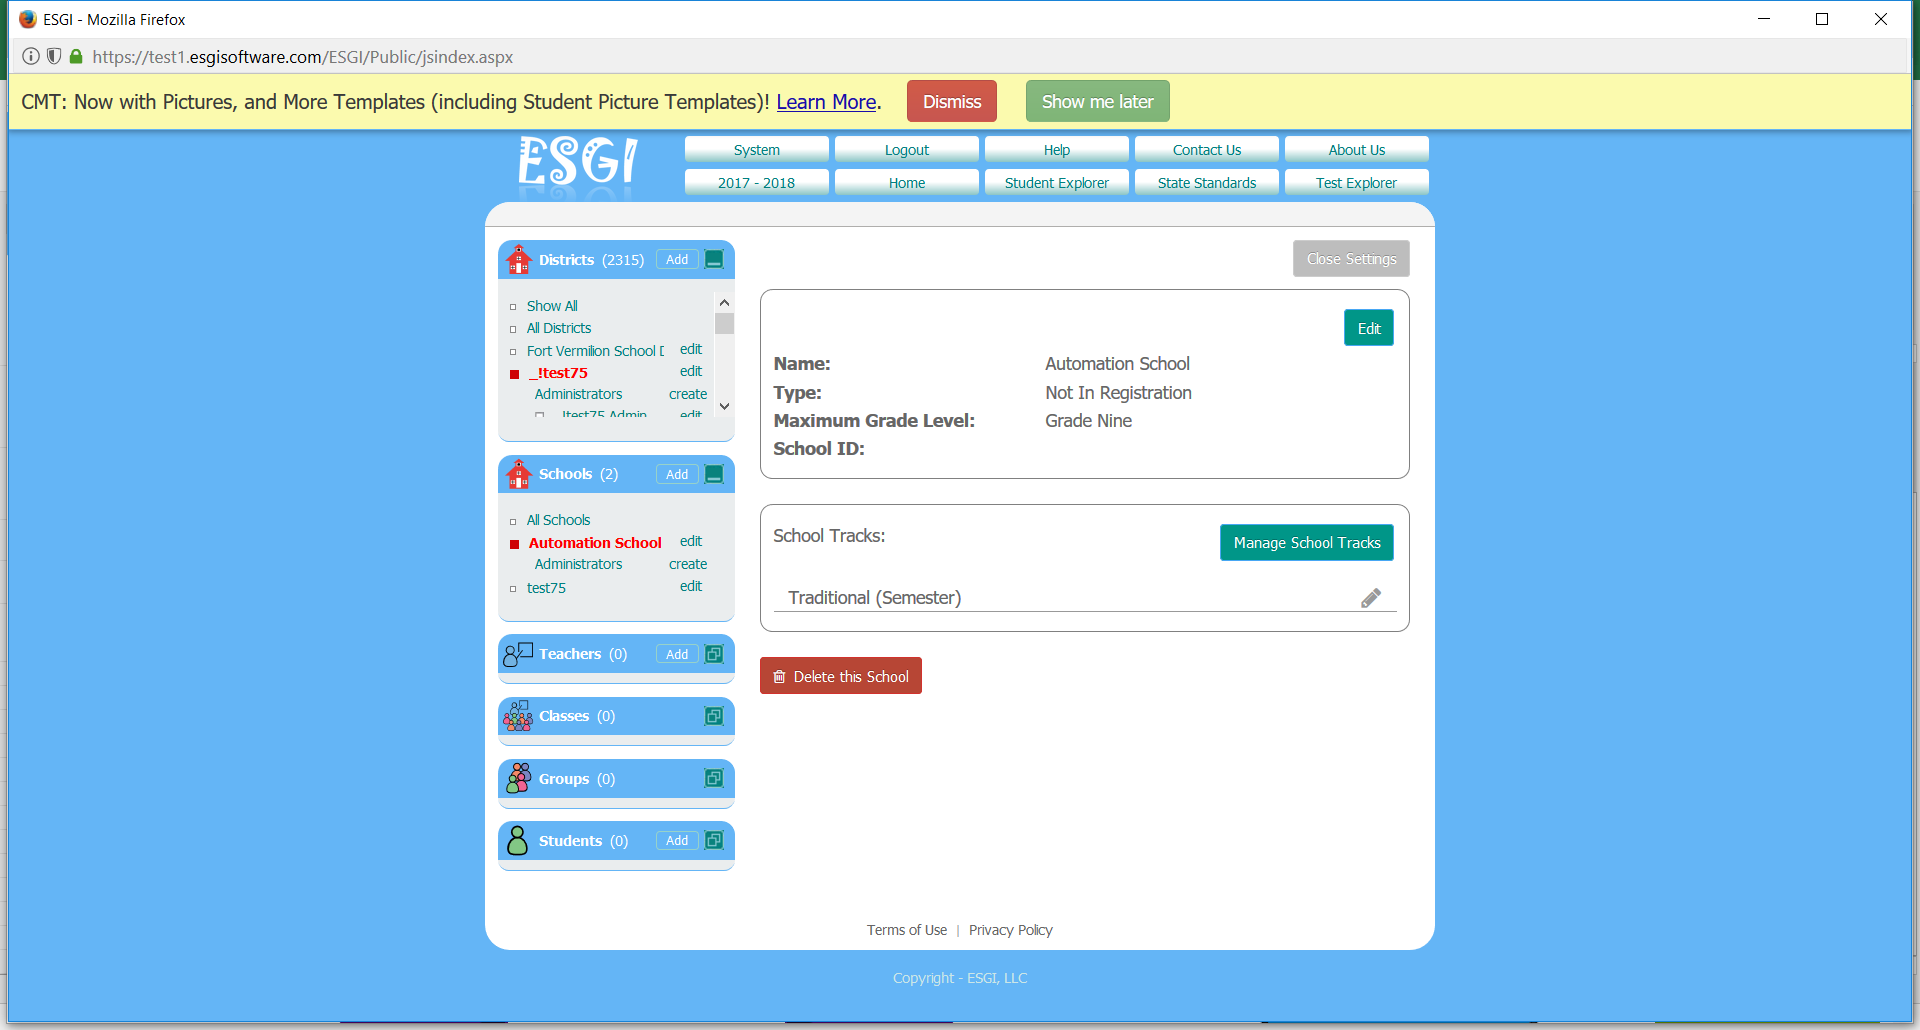 ESGI - Mozilla Firefox
https://test1.esgisoftware.com/ESGI/Public/jsindex.aspx
CMT: Now with Pictures, and More Templates (including Student Picture Templates)! Learn More. Dismiss Show me later
ESGI
System Logout Help Contact Us About Us
2017 - 2018 Home Student Explorer State Standards Test Explorer
Districts (2315) Add
Show All
All Districts
Fort Vermilion School D edit
_!test75 edit
Administrators create
!test75 Admin edit
Schools (2) Add
All Schools
Automation School edit
Administrators create
test75 edit
Teachers (0) Add
Classes (0)
Groups (0)
Students (0) Add
Close Settings
Edit
Name: Automation School
Type: Not In Registration
Maximum Grade Level: Grade Nine
School ID:
School Tracks: Manage School Tracks
Traditional (Semester)
Delete this School
Terms of Use | Privacy Policy
Copyright - ESGI, LLC